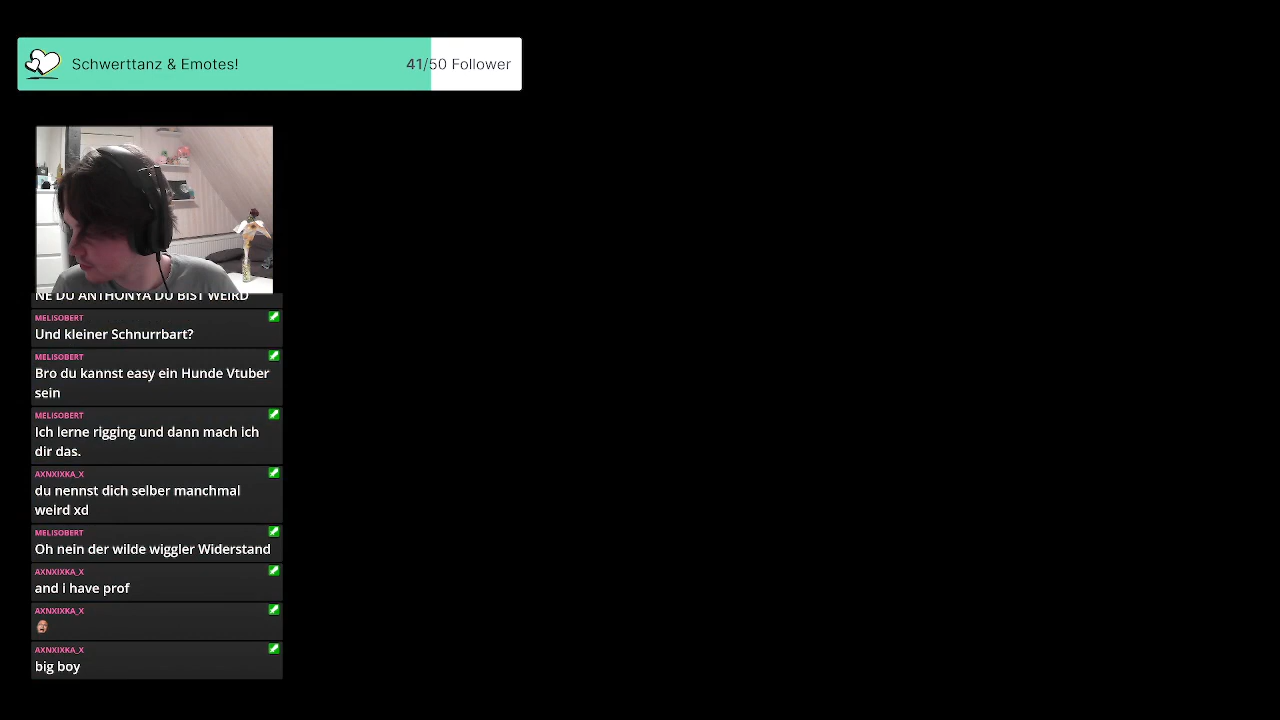 Schwerttanz & Emotes!
41/50 Follower
NE DU ANTHONYA DU BIST WEIRD
MELISOBERT
Und kleiner Schnurrbart?
MELISOBERT
Bro du kannst easy ein Hunde Vtuber
sein
MELISOBERT
Ich lerne rigging und dann mach ich
dir das.
AXNXIXKA_X
du nennst dich selber manchmal
weird xd
MELISOBERT
Oh nein der wilde wiggler Widerstand
AXNXIXKA_X
and i have prof
AXNXIXKA_X
AXNXIXKA_X
big boy